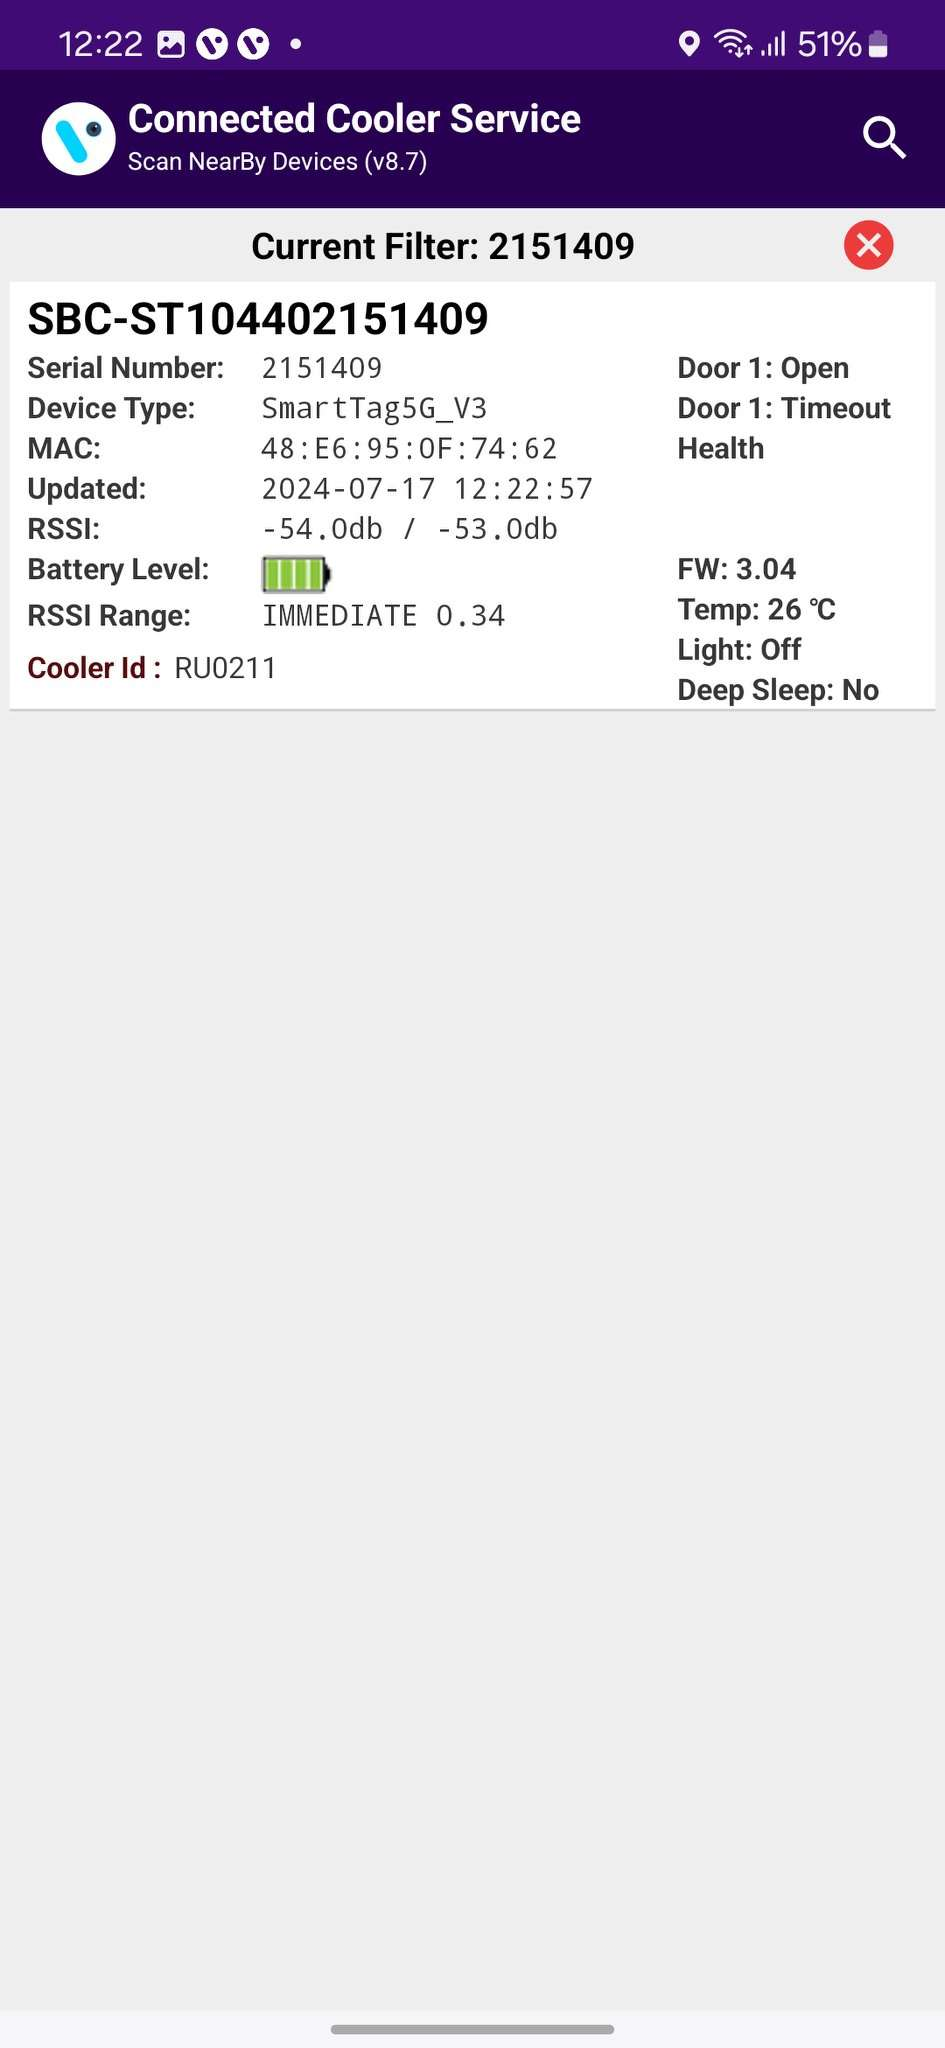 12:22
51%
Connected Cooler Service
Scan NearBy Devices (v8.7)
Current Filter: 2151409
SBC-ST104402151409
Serial Number: 2151409 Door 1: Open
Device Type: SmartTag5G_V3 Door 1: Timeout
MAC: 48:E6:95:0F:74:62 Health
Updated: 2024-07-17 12:22:57
RSSI: -54.0db / -53.0db
Battery Level: FW: 3.04
RSSI Range: IMMEDIATE 0.34 Temp: 26 ℃
Light: Off
Cooler Id : RU0211
Deep Sleep: No